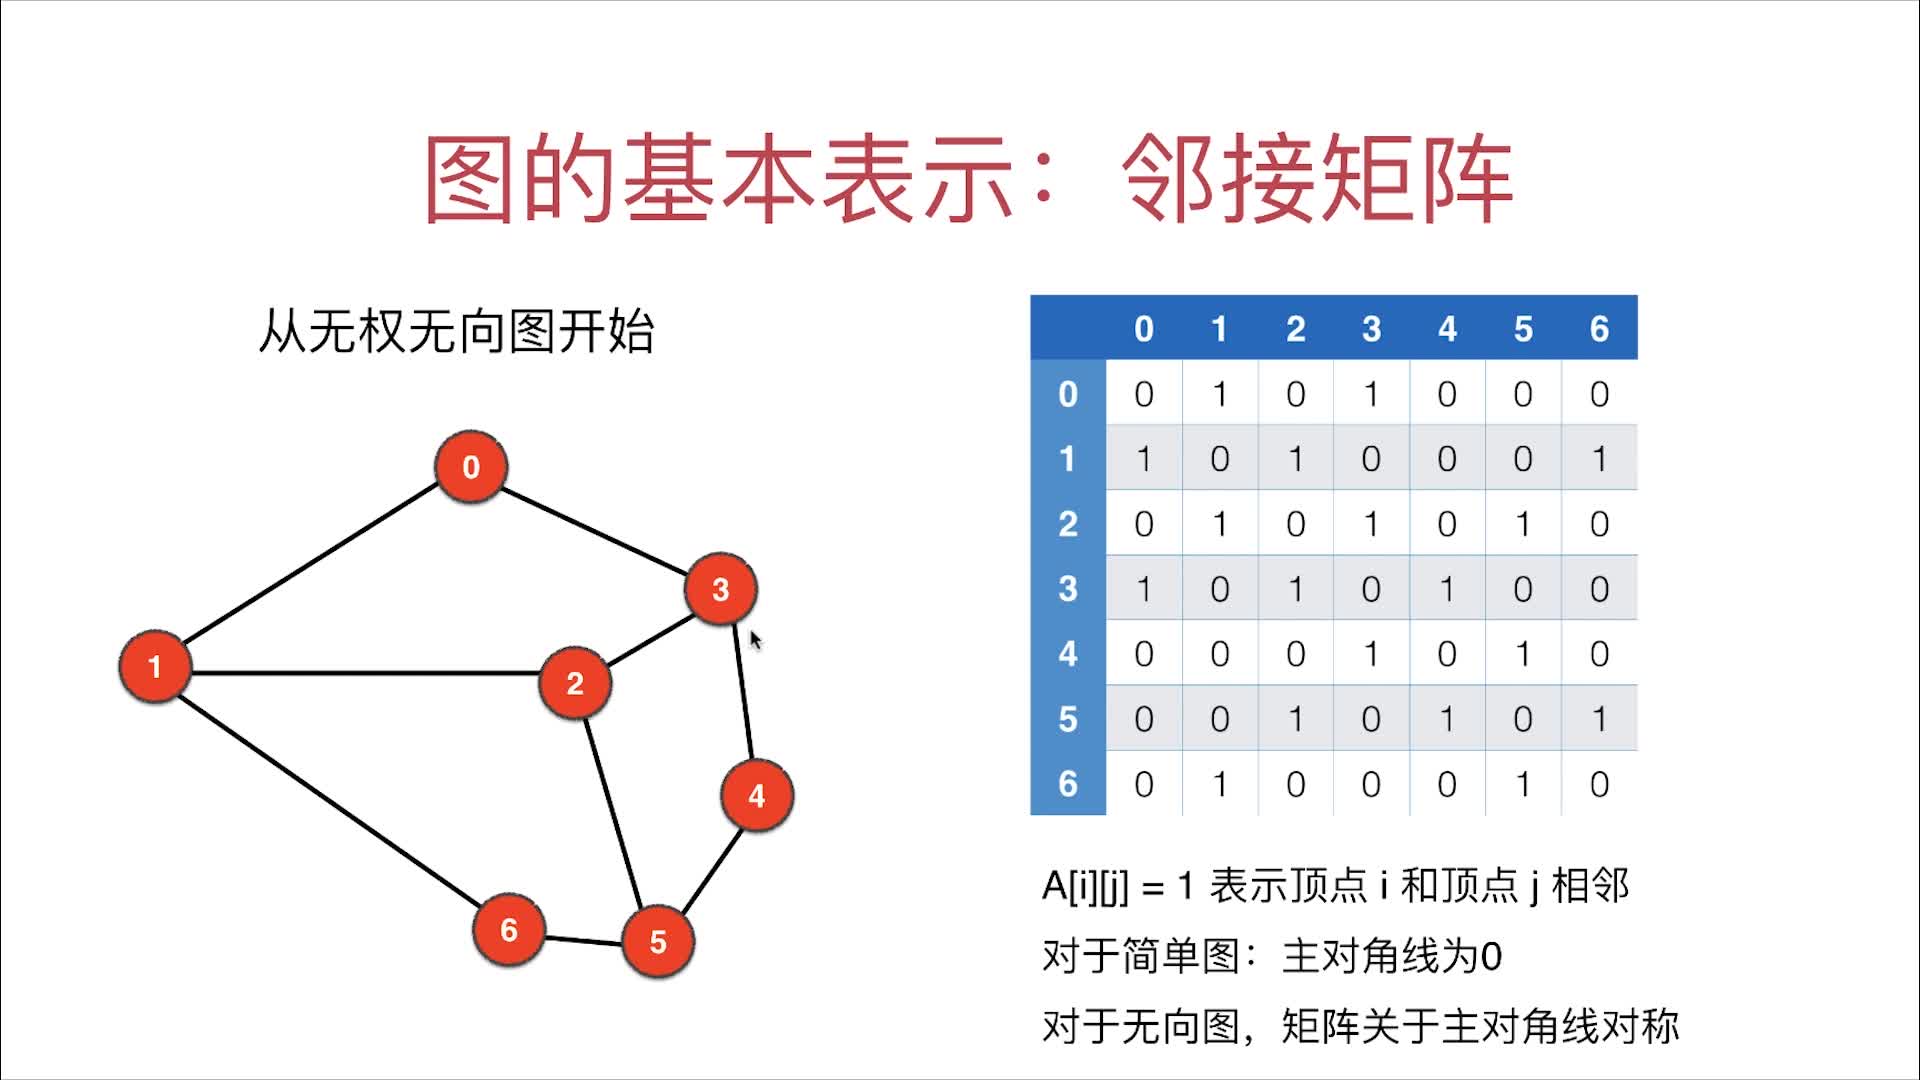 图的基本表示：邻接矩阵
从无权无向图开始
0
3
1
2
4
6
5
0 1 2 3 4 5 6
0 0 1 0 1 0 0 0
1 1 0 1 0 0 0 1
2 0 1 0 1 0 1 0
3 1 0 1 0 1 0 0
4 0 0 0 1 0 1 0
5 0 0 1 0 1 0 1
6 0 1 0 0 0 1 0
A[i][j] = 1 表示顶点 i 和顶点 j 相邻
对于简单图：主对角线为0
对于无向图，矩阵关于主对角线对称